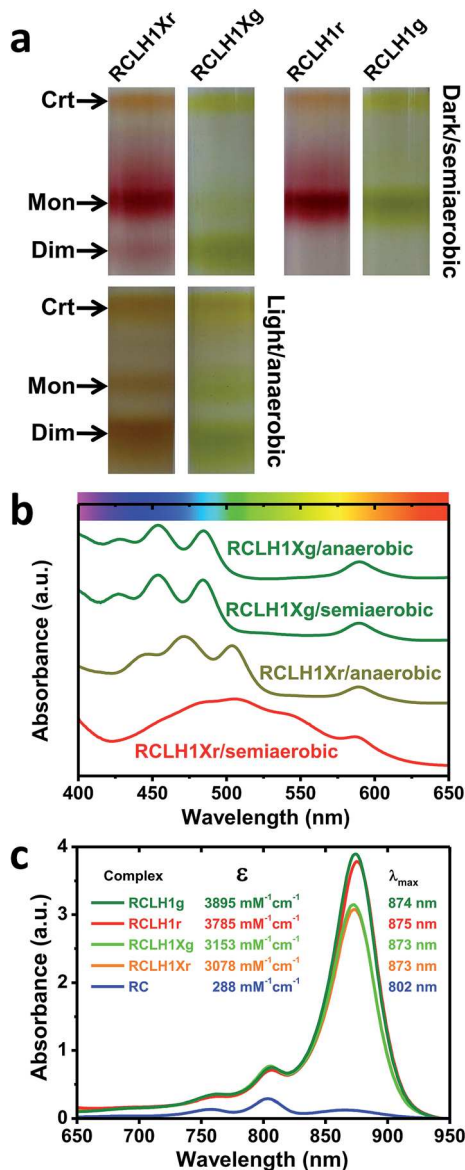 a
RCLH1Xr
RCLH1Xg
RCLH1r
RCLH1g
Crt
Mon
Dim
Dark/semiaerobic
Crt
Mon
Dim
Light/anaerobic
b
RCLH1Xg/anaerobic
RCLH1Xg/semiaerobic
RCLH1Xr/anaerobic
RCLH1Xr/semiaerobic
Absorbance (a.u.)
400 450 500 550 600 650
Wavelength (nm)
c
Complex ε λmax
RCLH1g 3895 mM⁻¹cm⁻¹ 874 nm
RCLH1r 3785 mM⁻¹cm⁻¹ 875 nm
RCLH1Xg 3153 mM⁻¹cm⁻¹ 873 nm
RCLH1Xr 3078 mM⁻¹cm⁻¹ 873 nm
RC 288 mM⁻¹cm⁻¹ 802 nm
Absorbance (a.u.)
4
3
2
1
0
650 700 750 800 850 900 950
Wavelength (nm)